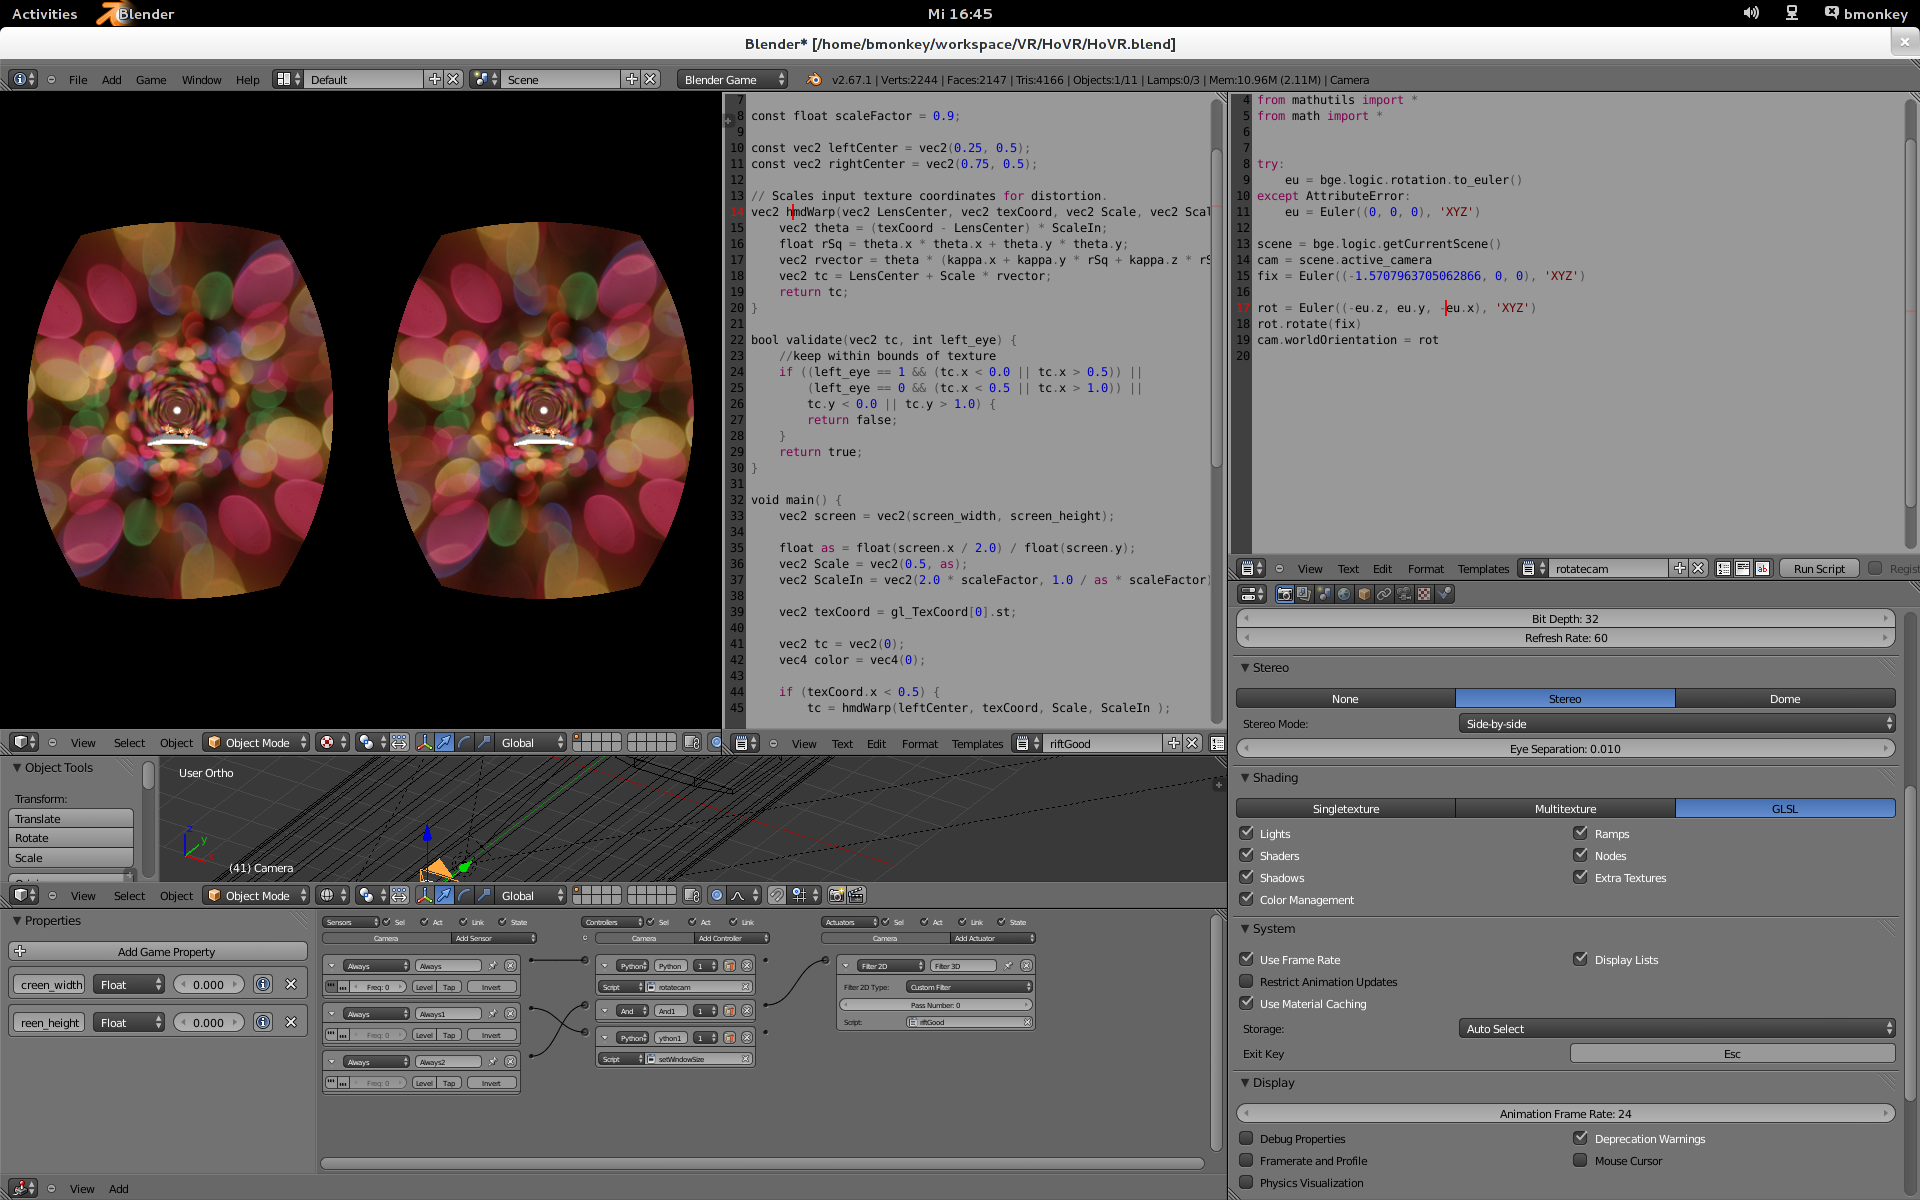 Activities Blender Mi 16:45 bmonkey
Blender* [/home/bmonkey/workspace/VR/HoVR/HoVR.blend]
File Add Game Window Help Default Scene Blender Game v2.67.1 | Verts:2244 | Faces:2147 | Tris:4166 | Objects:1/11 | Lamps:0/3 | Mem:10.96M (2.11M) | Camera
7
8 const float scaleFactor = 0.9;
9
10 const vec2 leftCenter = vec2(0.25, 0.5);
11 const vec2 rightCenter = vec2(0.75, 0.5);
12
13 // Scales input texture coordinates for distortion.
14 vec2 hmdWarp(vec2 LensCenter, vec2 texCoord, vec2 Scale, vec2 Scal
15 vec2 theta = (texCoord - LensCenter) * ScaleIn;
16 float rSq = theta.x * theta.x + theta.y * theta.y;
17 vec2 rvector = theta * (kappa.x + kappa.y * rSq + kappa.z * rS
18 vec2 tc = LensCenter + Scale * rvector;
19 return tc;
20 }
21
22 bool validate(vec2 tc, int left_eye) {
23 //keep within bounds of texture
24 if ((left_eye == 1 && (tc.x < 0.0 || tc.x > 0.5)) ||
25 (left_eye == 0 && (tc.x < 0.5 || tc.x > 1.0)) ||
26 tc.y < 0.0 || tc.y > 1.0) {
27 return false;
28 }
29 return true;
30 }
31
32 void main() {
33 vec2 screen = vec2(screen_width, screen_height);
34
35 float as = float(screen.x / 2.0) / float(screen.y);
36 vec2 Scale = vec2(0.5, as);
37 vec2 ScaleIn = vec2(2.0 * scaleFactor, 1.0 / as * scaleFactor)
38
39 vec2 texCoord = gl_TexCoord[0].st;
40
41 vec2 tc = vec2(0);
42 vec4 color = vec4(0);
43
44 if (texCoord.x < 0.5) {
45 tc = hmdWarp(leftCenter, texCoord, Scale, ScaleIn );
View Text Edit Format Templates riftGood
4 from mathutils import *
5 from math import *
6
7
8 try:
9 eu = bge.logic.rotation.to_euler()
10 except AttributeError:
11 eu = Euler((0, 0, 0), 'XYZ')
12
13 scene = bge.logic.getCurrentScene()
14 cam = scene.active_camera
15 fix = Euler((-1.5707963705062866, 0, 0), 'XYZ')
16
17 rot = Euler((-eu.z, eu.y, -eu.x), 'XYZ')
18 rot.rotate(fix)
19 cam.worldOrientation = rot
20
View Text Edit Format Templates rotatecam Run Script Regist
Bit Depth: 32
Refresh Rate: 60
Stereo
None Stereo Dome
Stereo Mode: Side-by-side
Eye Separation: 0.010
Shading
Singletexture Multitexture GLSL
Lights Ramps
Shaders Nodes
Shadows Extra Textures
Color Management
System
Use Frame Rate Display Lists
Restrict Animation Updates
Use Material Caching
Storage: Auto Select
Exit Key Esc
Display
Animation Frame Rate: 24
Debug Properties Deprecation Warnings
Framerate and Profile Mouse Cursor
Physics Visualization
View Select Object Object Mode Global
Object Tools
Transform:
Translate
Rotate
Scale
User Ortho
z
y
(41) Camera
View Select Object Object Mode Global
Properties
Add Game Property
creen_width Float 0.000
reen_height Float 0.000
Sensors Sel Act Link State
Camera Add Sensor
Always Always
Freq: 0 Level Tap Invert
Always Always1
Freq: 0 Level Tap Invert
Always Always2
Freq: 0 Level Tap Invert
Controllers Sel Act Link
Camera Add Controller
Python Python 1
Script rotatecam
And And1 1
Python ython1 1
Script setWindowSize
Actuators Sel Act Link State
Camera Add Actuator
Filter 2D Filter 3D
Filter 2D Type: Custom Filter
Pass Number: 0
Script: riftGood
View Add